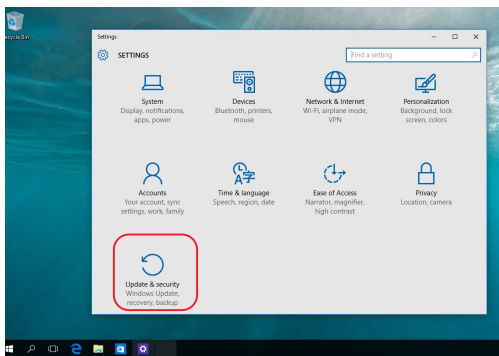 Recycle Bin
Settings
SETTINGS
Find a setting
System
Display, notifications,
apps, power
Devices
Bluetooth, printers,
mouse
Network & Internet
Wi-Fi, airplane mode,
VPN
Personalization
Background, lock
screen, colors
Accounts
Your account, sync
settings, work, family
Time & language
Speech, region, date
Ease of Access
Narrator, magnifier,
high contrast
Privacy
Location, camera
Update & security
Windows Update,
recovery, backup